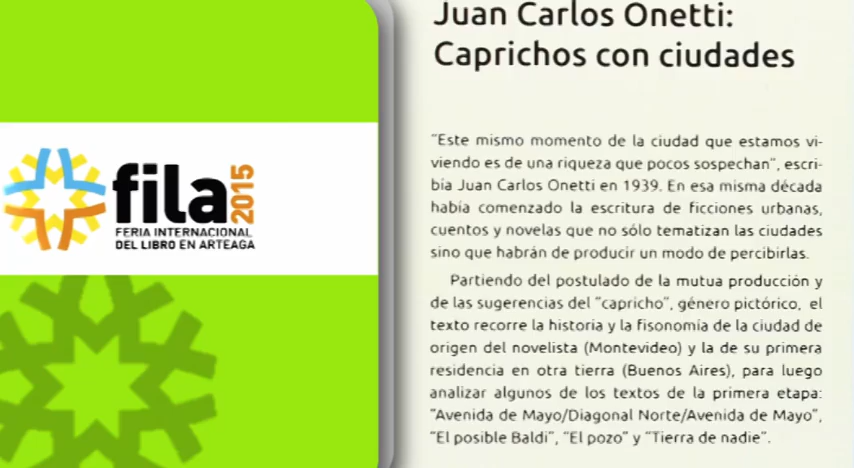 fila
2015
FERIA INTERNACIONAL
DEL LIBRO EN ARTEAGA
Juan Carlos Onetti:
Caprichos con ciudades
"Este mismo momento de la ciudad que estamos vi-
viendo es de una riqueza que pocos sospechan", escri-
bía Juan Carlos Onetti en 1939. En esa misma década
había comenzado la escritura de ficciones urbanas,
cuentos y novelas que no sólo tematizan las ciudades
sino que habrán de producir un modo de percibirlas.
Partiendo del postulado de la mutua producción y
de las sugerencias del "capricho", género pictórico, el
texto recorre la historia y la fisonomía de la ciudad de
origen del novelista (Montevideo) y la de su primera
residencia en otra tierra (Buenos Aires), para luego
analizar algunos de los textos de la primera etapa:
"Avenida de Mayo/Diagonal Norte/Avenida de Mayo",
"El posible Baldi", "El pozo" y "Tierra de nadie".